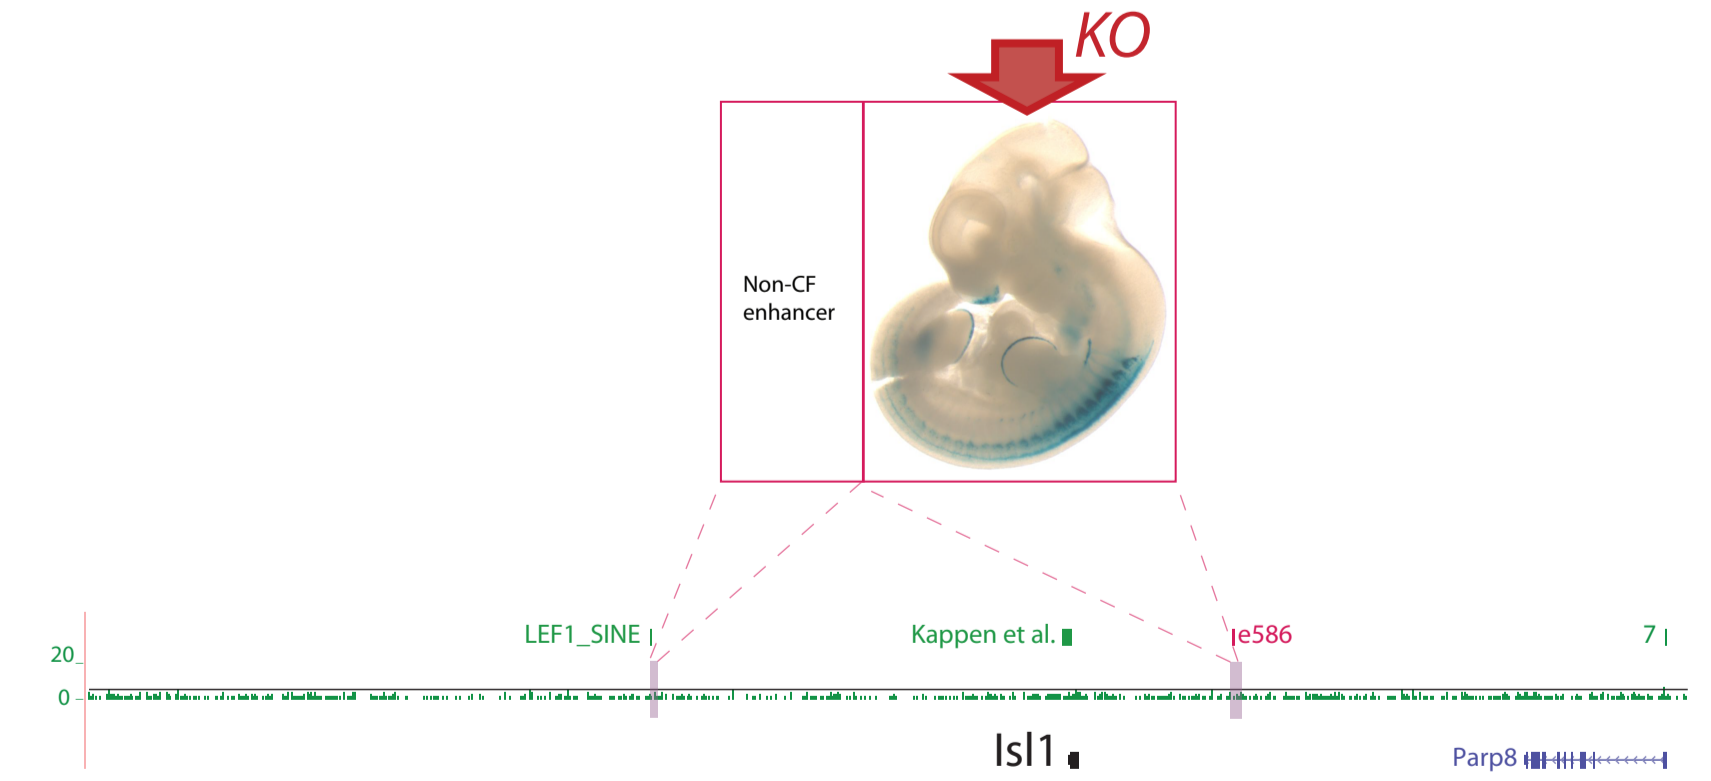 KO
Non-CF
enhancer
LEF1_SINE
Kappen et al.
e586
7
20
0
Isl1
Parp8